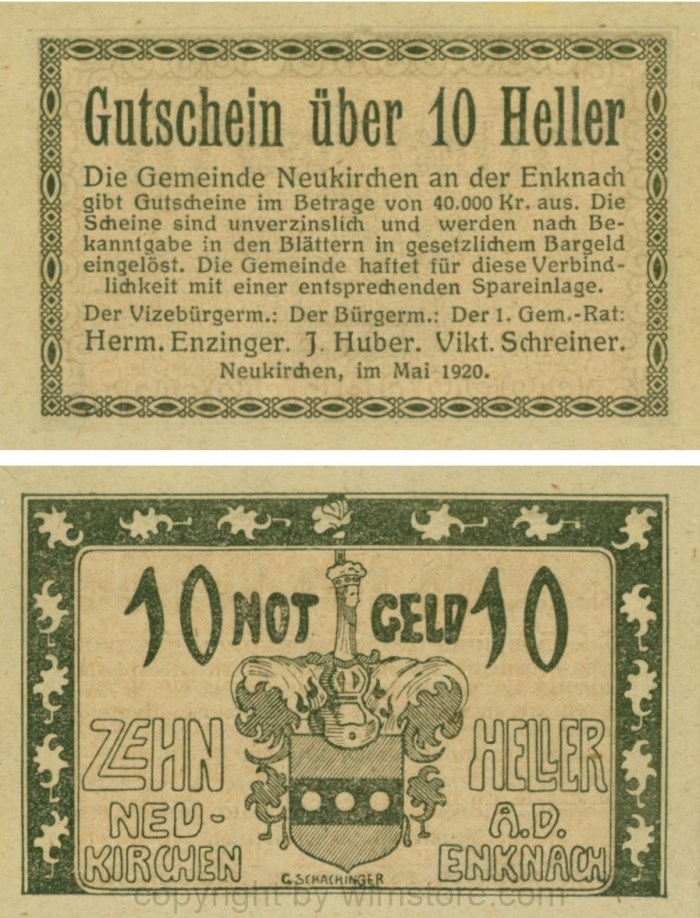 Gutschein über 10 Heller
Die Gemeinde Neukirchen an der Enknach
gibt Gutscheine im Betrage von 40.000 Kr. aus. Die
Scheine sind unverzinslich und werden nach Be-
kanntgabe in den Blättern in gesetzlichem Bargeld
eingelöst. Die Gemeinde haftet für diese Verbind-
lichkeit mit einer entsprechenden Spareinlage.
Der Vizebürgerm.: Der Bürgerm.: Der 1. Gem.-Rat:
Herm. Enzinger. J. Huber. Vikt. Schreiner.
Neukirchen, im Mai 1920.
10 NOT GELD 10
ZEHN HELLER
NEU- A.D.
KIRCHEN ENKNACH
G. SCHACHINGER
copyright by wimstore.com